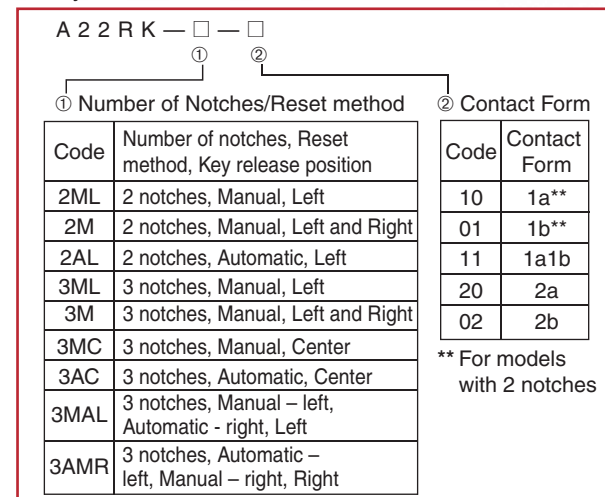 A 2 2 R K — □ — □
① ②
① Number of Notches/Reset method
Code Number of notches, Reset
method, Key release position
2ML 2 notches, Manual, Left
2M 2 notches, Manual, Left and Right
2AL 2 notches, Automatic, Left
3ML 3 notches, Manual, Left
3M 3 notches, Manual, Left and Right
3MC 3 notches, Manual, Center
3AC 3 notches, Automatic, Center
3MAL 3 notches, Manual – left,
Automatic - right, Left
3AMR 3 notches, Automatic –
left, Manual – right, Right
② Contact Form
Code Contact
Form
10 1a**
01 1b**
11 1a1b
20 2a
02 2b
** For models
with 2 notches